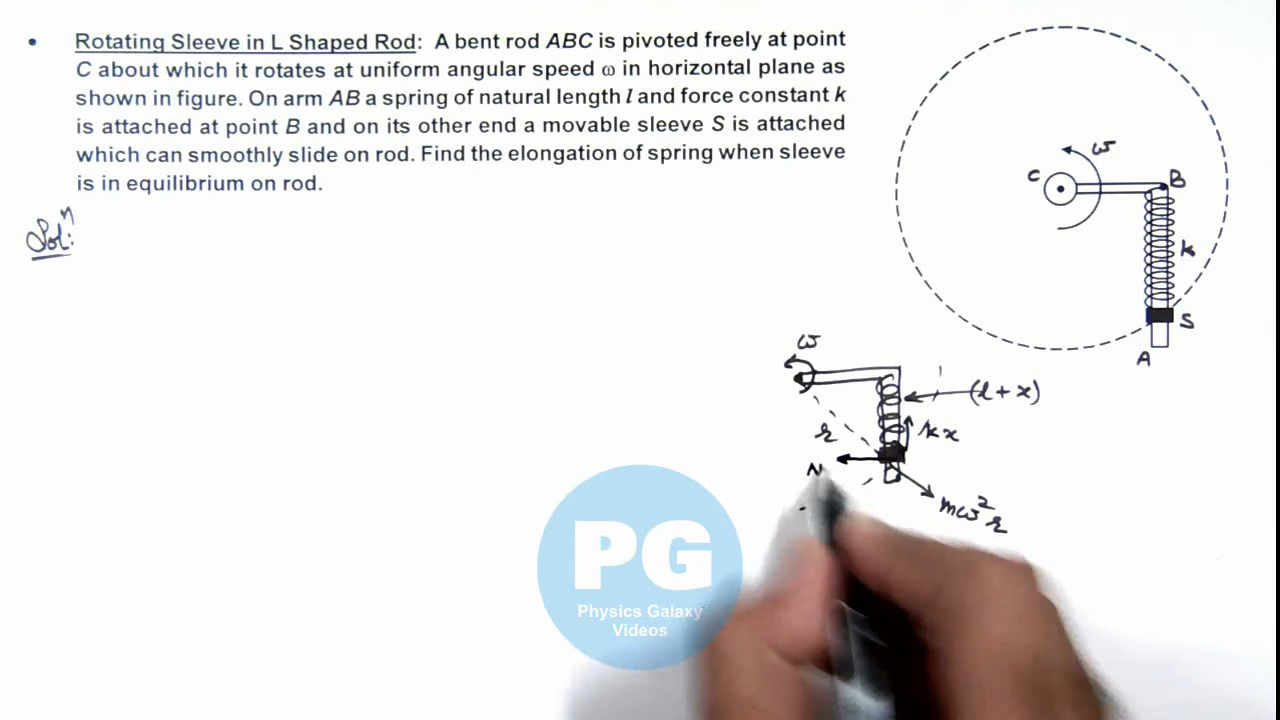 • Rotating Sleeve in L Shaped Rod: A bent rod ABC is pivoted freely at point
C about which it rotates at uniform angular speed ω in horizontal plane as
shown in figure. On arm AB a spring of natural length l and force constant k
is attached at point B and on its other end a movable sleeve S is attached
which can smoothly slide on rod. Find the elongation of spring when sleeve
is in equilibrium on rod.
Solⁿ:
ω
C
B
k
S
A
ω
(l+x)
kx
r
N
mω²r
PG
Physics Galaxy
Videos